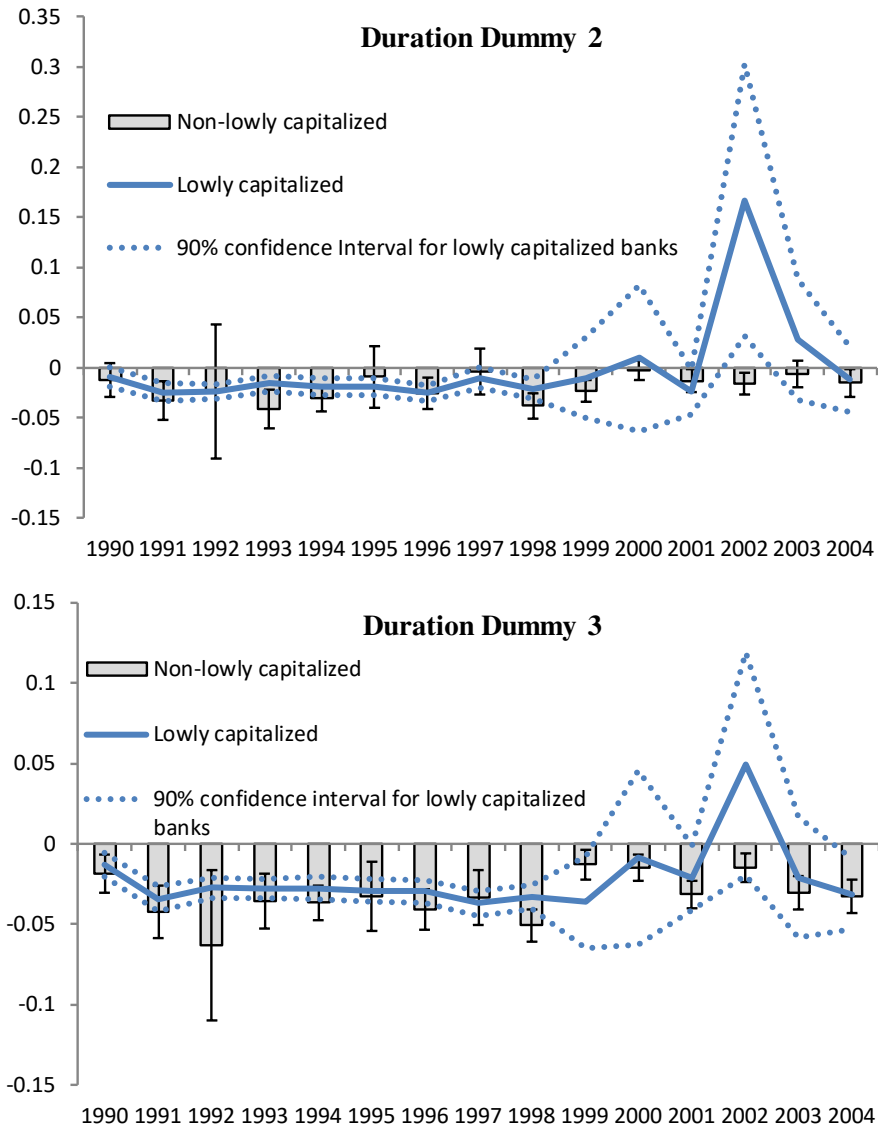 0.35
Duration Dummy 2
0.3
0.25
Non-lowly capitalized
0.2
Lowly capitalized
0.15
90% confidence Interval for lowly capitalized banks
0.1
0.05
0
-0.05
-0.1
-0.15
1990 1991 1992 1993 1994 1995 1996 1997 1998 1999 2000 2001 2002 2003 2004
0.15
Duration Dummy 3
Non-lowly capitalized
0.1
Lowly capitalized
0.05
90% confidence interval for lowly capitalized
banks
0
-0.05
-0.1
-0.15
1990 1991 1992 1993 1994 1995 1996 1997 1998 1999 2000 2001 2002 2003 2004